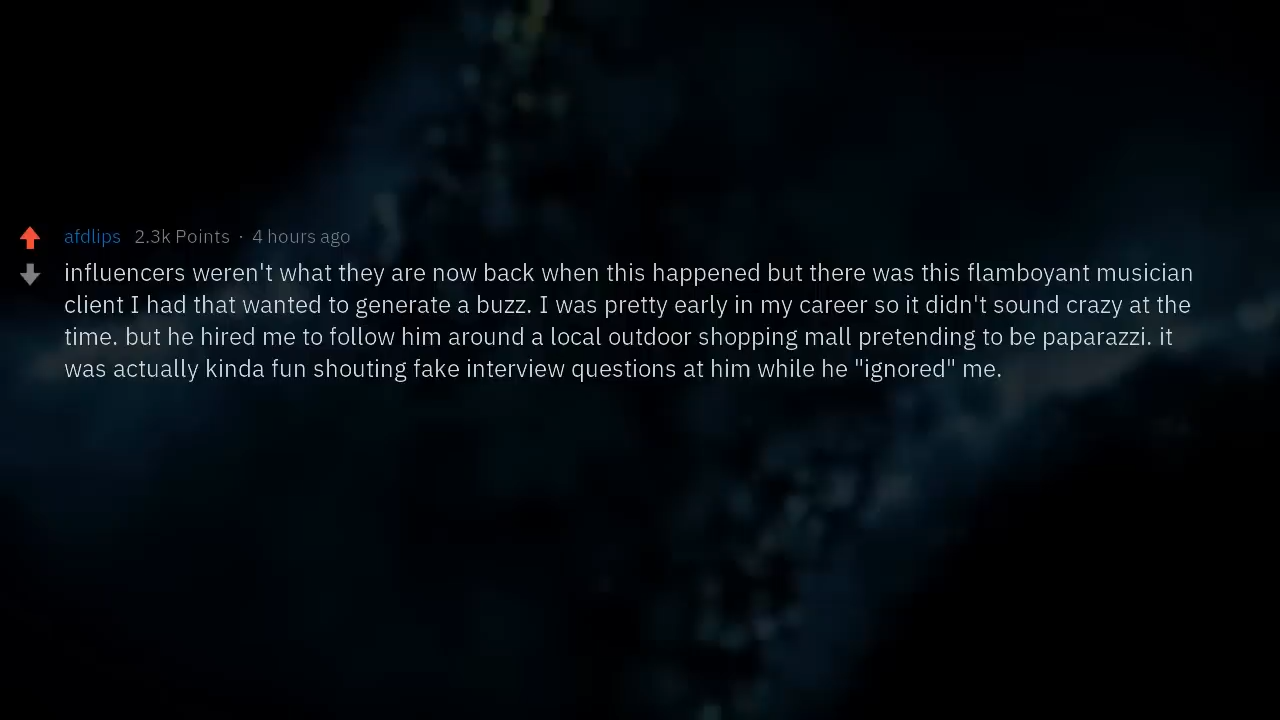 afdlips 2.3k Points · 4 hours ago
influencers weren't what they are now back when this happened but there was this flamboyant musician
client I had that wanted to generate a buzz. I was pretty early in my career so it didn't sound crazy at the
time. but he hired me to follow him around a local outdoor shopping mall pretending to be paparazzi. it
was actually kinda fun shouting fake interview questions at him while he "ignored" me.